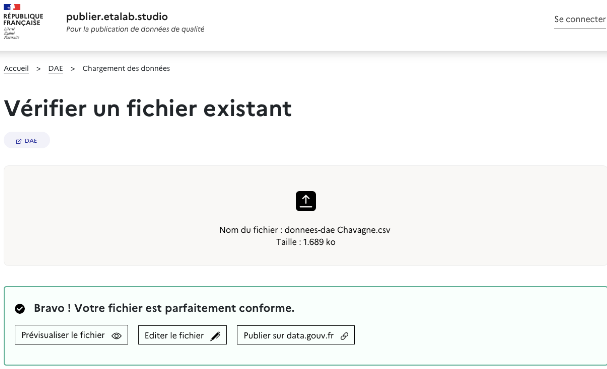 RÉPUBLIQUE
FRANÇAISE
Liberté
Égalité
Fraternité
publier.etalab.studio
Pour la publication de données de qualité
Se connecter
Accueil > DAE > Chargement des données
Vérifier un fichier existant
DAE
Nom du fichier : donnees-dae Chavagne.csv
Taille : 1.689 ko
Bravo ! Votre fichier est parfaitement conforme.
Prévisualiser le fichier
Editer le fichier
Publier sur data.gouv.fr